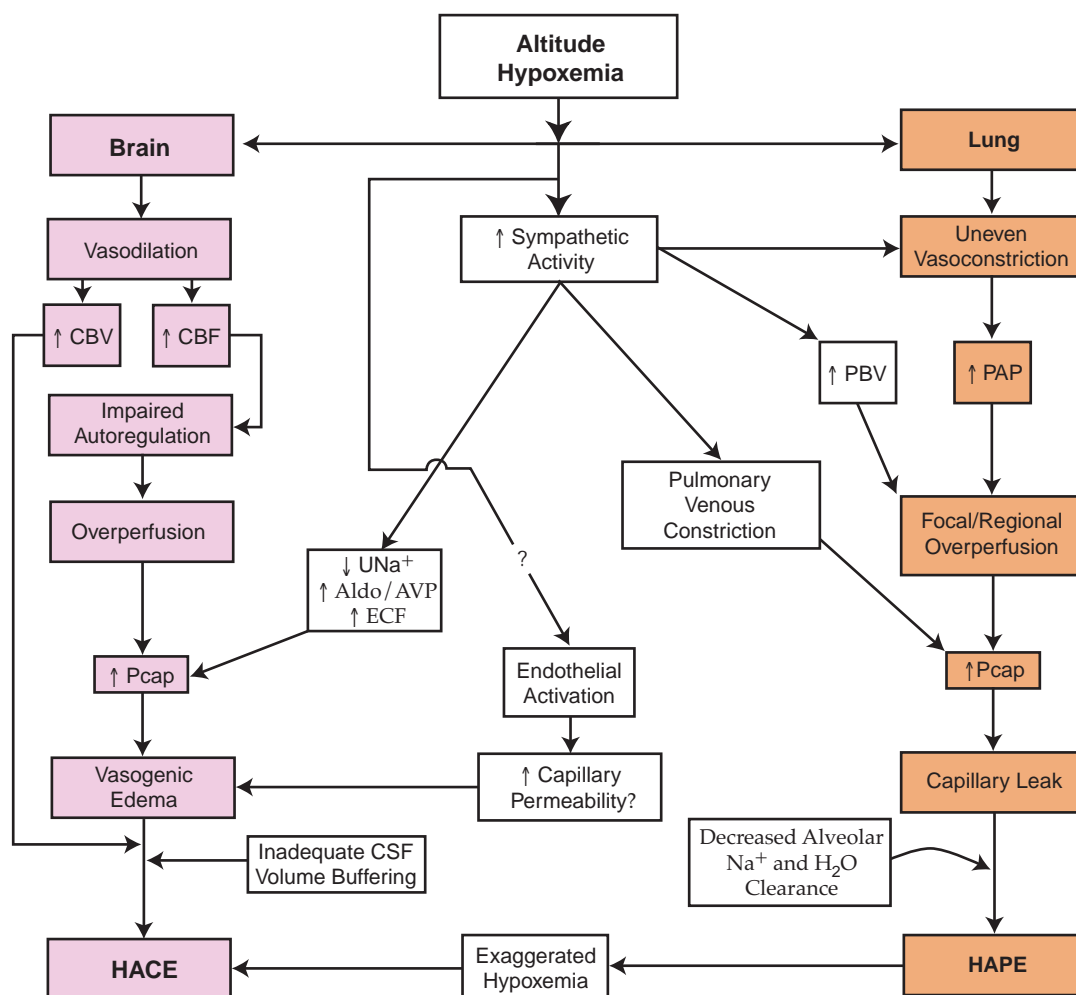 Altitude
Hypoxemia
Brain
Lung
Vasodilation
↑ Sympathetic
Activity
Uneven
Vasoconstriction
↑ CBV
↑ CBF
↑ PBV
↑ PAP
Impaired
Autoregulation
Pulmonary
Venous
Constriction
Overperfusion
Focal/Regional
Overperfusion
↓ UNa⁺
↑ Aldo/AVP
↑ ECF
?
↑ Pcap
Endothelial
Activation
↑Pcap
Vasogenic
Edema
↑ Capillary
Permeability?
Capillary Leak
Inadequate CSF
Volume Buffering
Decreased Alveolar
Na⁺ and H₂O
Clearance
HACE
Exaggerated
Hypoxemia
HAPE